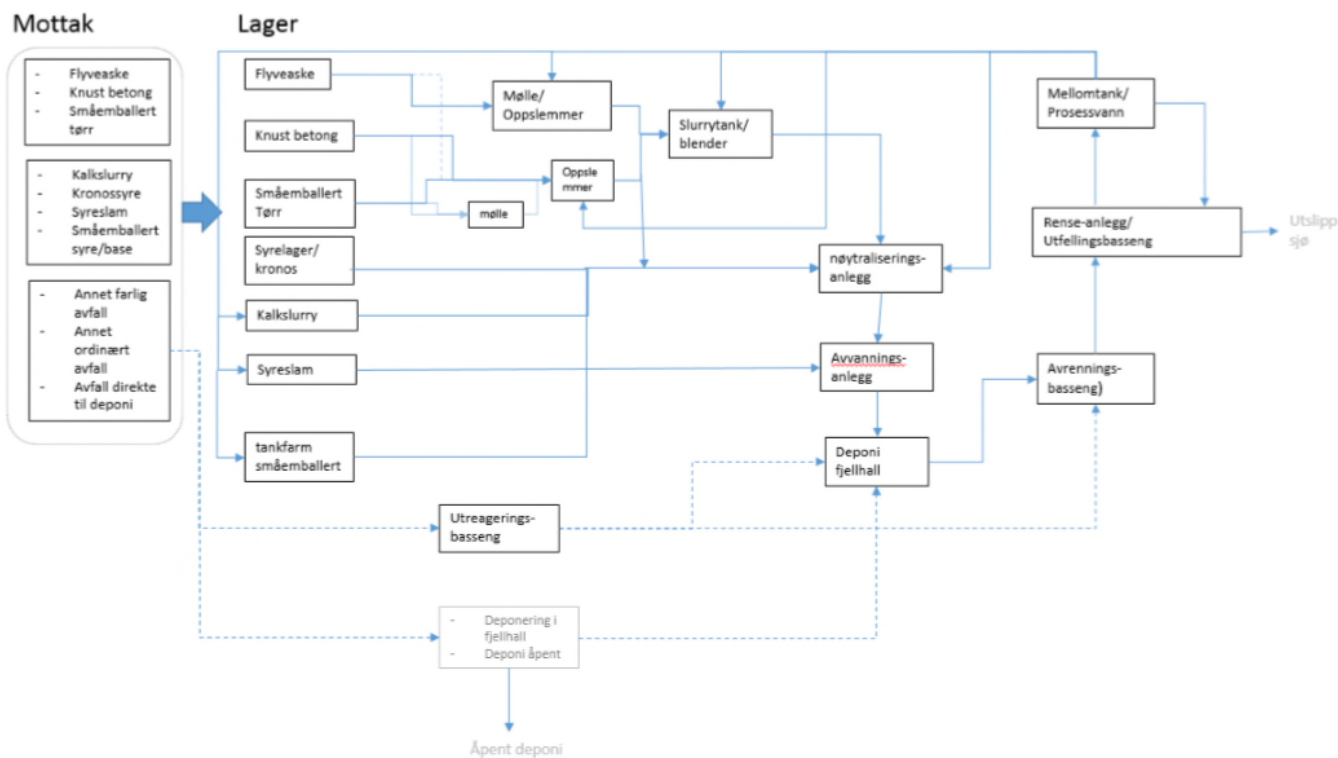 Mottak
Lager
- Flyveaske
- Knust betong
- Småemballert
tørr
- Kalkslurry
- Kronossyre
- Syreslam
- Småemballert
syre/base
- Annet farlig
avfall
- Annet
ordinært
avfall
- Avfall direkte
til deponi
Flyveaske
Knust betong
Småemballert
Tørr
Syrelager/
kronos
Kalkslurry
Syreslam
tankfarm
småemballert
Mølle/
Oppslemmer
Oppsle
mmer
mølle
Slurrytank/
blender
nøytraliserings-
anlegg
Avvannings-
anlegg
Deponi
fjellhall
Mellomtank/
Prosessvann
Rense-anlegg/
Utfellingsbasseng
Utslipp
sjø
Avrennings-
basseng)
Utreagerings-
basseng
- Deponering i
fjellhall
- Deponi åpent
Åpent deponi